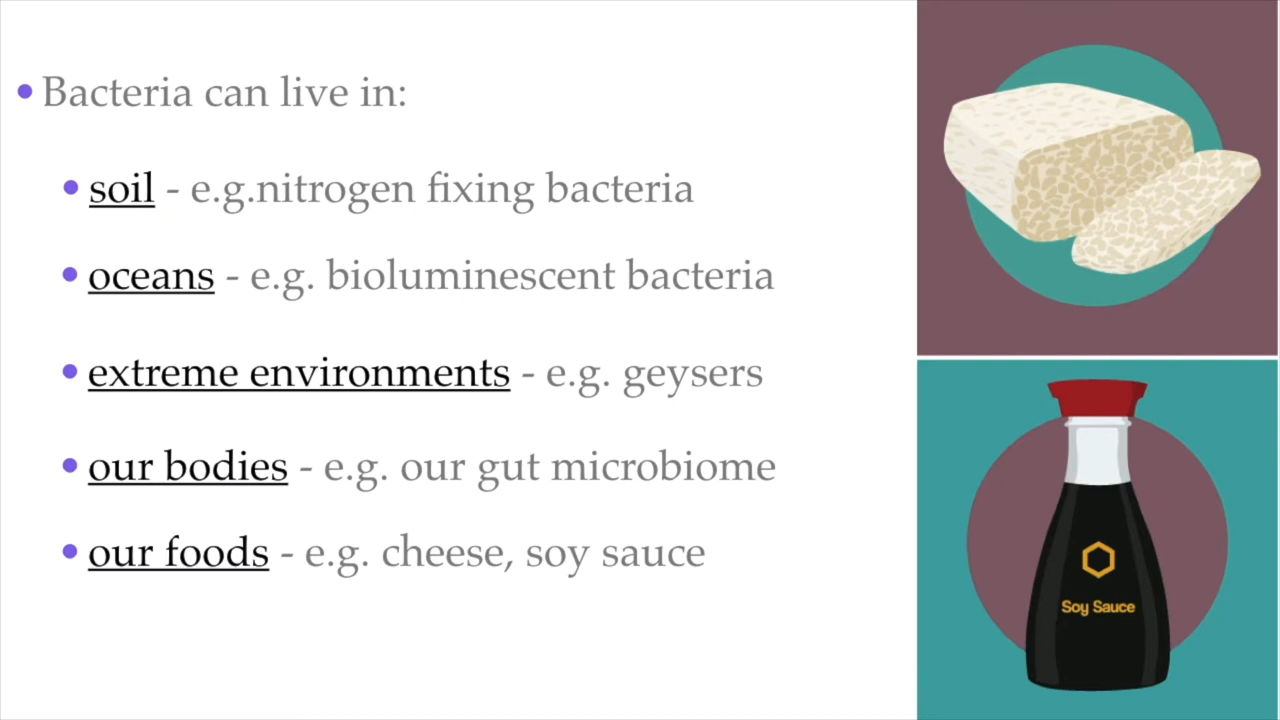 • Bacteria can live in:
• soil - e.g.nitrogen fixing bacteria
• oceans - e.g. bioluminescent bacteria
• extreme environments - e.g. geysers
• our bodies - e.g. our gut microbiome
• our foods - e.g. cheese, soy sauce
Soy Sauce